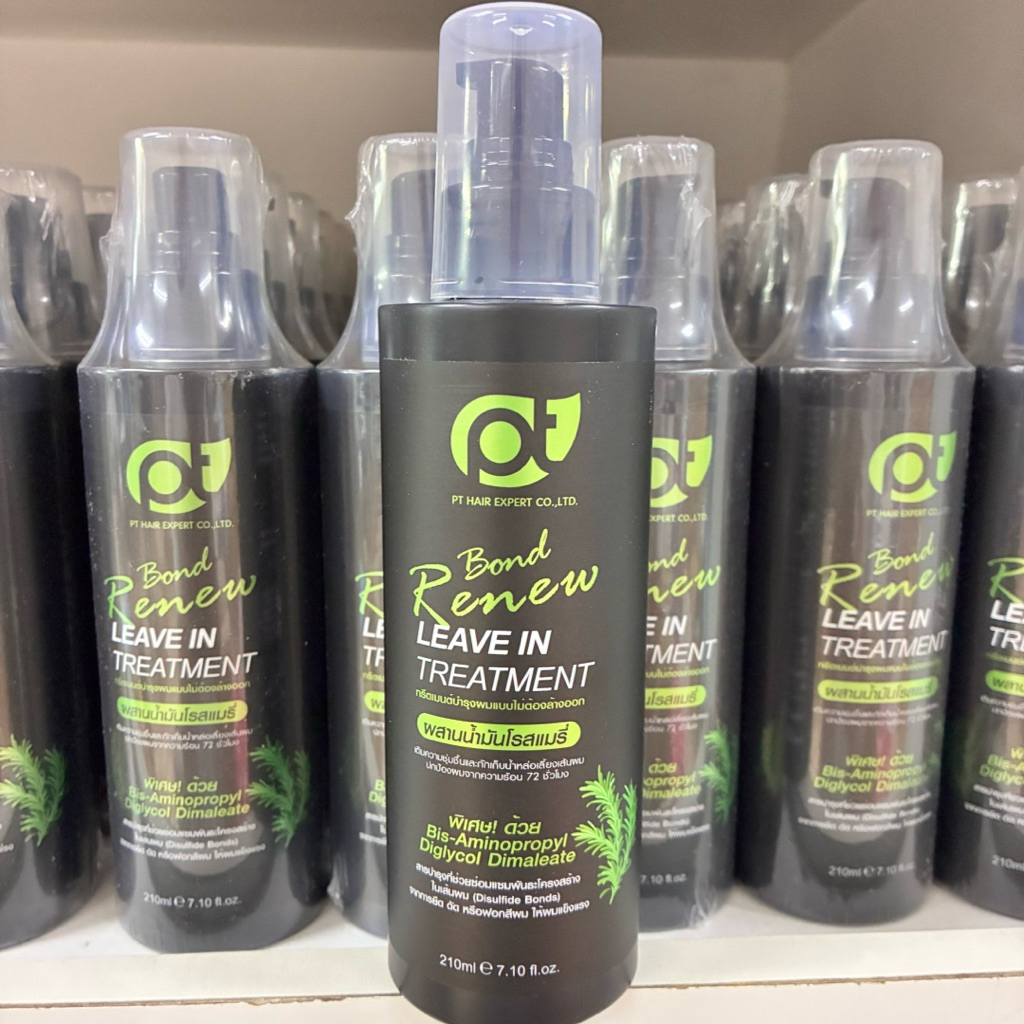 pt
PT HAIR EXPERT CO.,LTD.
Bond
Renew
LEAVE IN
TREATMENT
ทรีตเมนต์บำรุงผมแบบไม่ต้องล้างออก
ผสานน้ำมันโรสแมรี่
เติมความชุ่มชื้นและกักเก็บน้ำหล่อเลี้ยงเส้นผม
ปกป้องผมจากความร้อน 72 ชั่วโมง
พิเศษ! ด้วย
Bis-Aminopropyl
Diglycol Dimaleate
สารบำรุงที่ช่วยซ่อมแซมพันธะโครงสร้าง
ในเส้นผม (Disulfide Bonds)
จากการยืด ดัด หรือฟอกสีผม ให้ผมแข็งแรง
210ml ℮ 7.10 fl.oz.